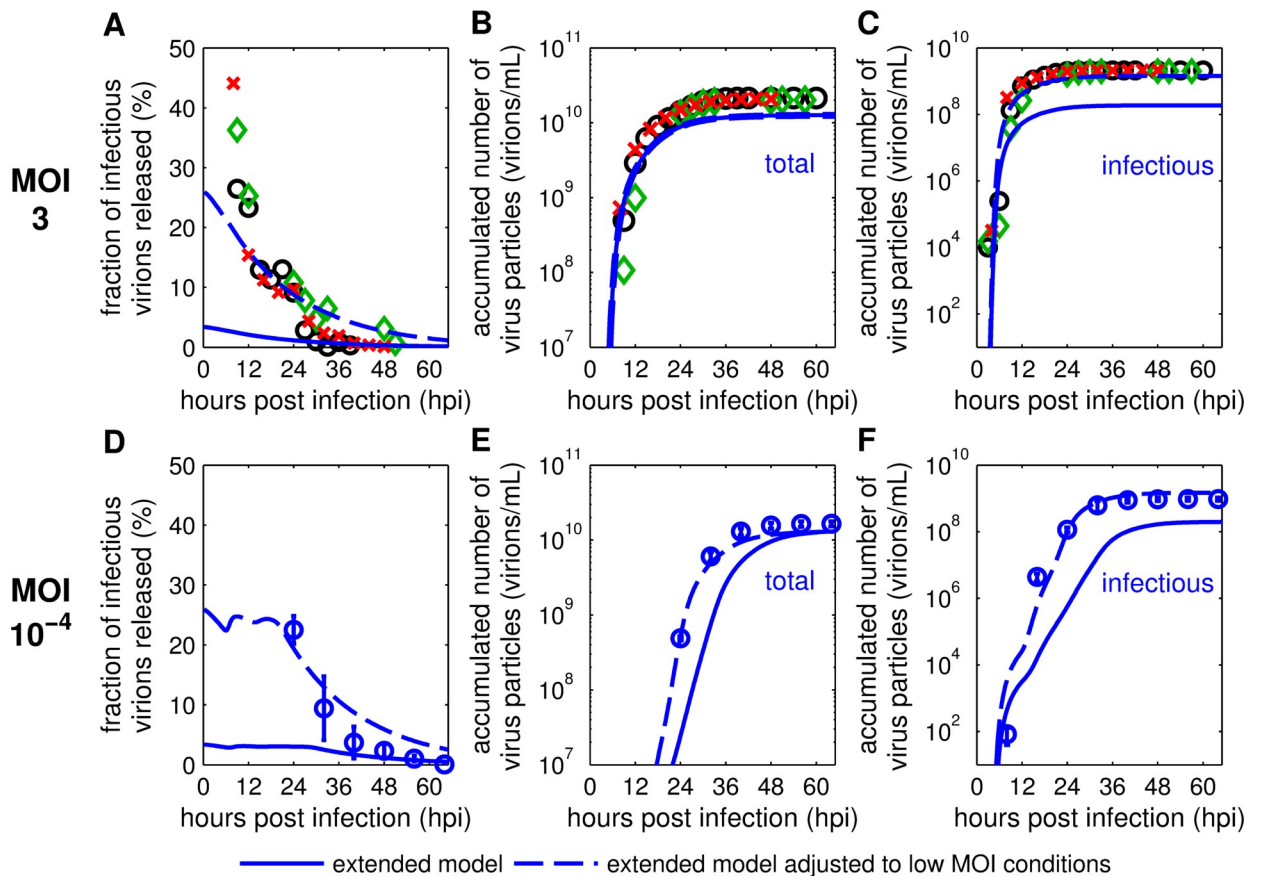 A
B
C
MOI
3
fraction of infectious
virions released (%)
50
40
30
20
10
0
0 12 24 36 48 60
hours post infection (hpi)
accumulated number of
virus particles (virions/mL)
10^11
10^10
10^9
10^8
10^7
total
0 12 24 36 48 60
hours post infection (hpi)
accumulated number of
virus particles (virions/mL)
10^10
10^8
10^6
10^4
10^2
infectious
0 12 24 36 48 60
hours post infection (hpi)
D
E
F
MOI
10^−4
fraction of infectious
virions released (%)
50
40
30
20
10
0
0 12 24 36 48 60
hours post infection (hpi)
accumulated number of
virus particles (virions/mL)
10^11
10^10
10^9
10^8
10^7
total
0 12 24 36 48 60
hours post infection (hpi)
accumulated number of
virus particles (virions/mL)
10^10
10^8
10^6
10^4
10^2
infectious
0 12 24 36 48 60
hours post infection (hpi)
extended model
extended model adjusted to low MOI conditions